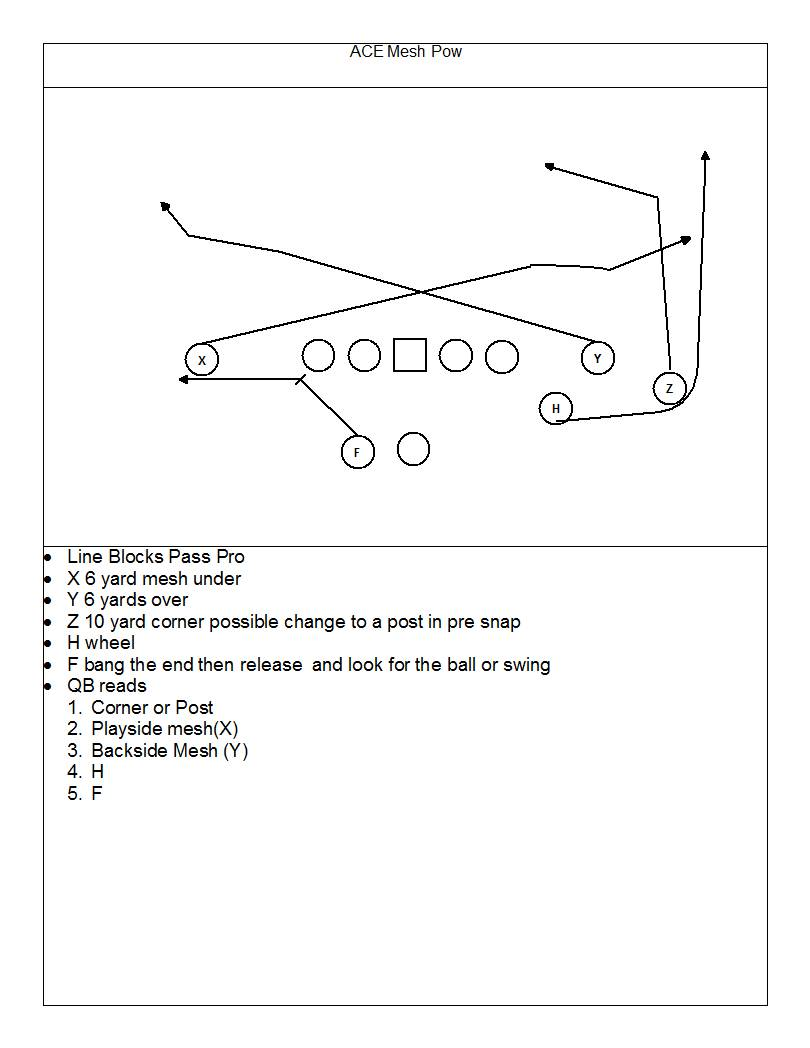 ACE Mesh Pow
X
Y
Z
H
F
• Line Blocks Pass Pro
• X 6 yard mesh under
• Y 6 yards over
• Z 10 yard corner possible change to a post in pre snap
• H wheel
• F bang the end then release and look for the ball or swing
• QB reads
1. Corner or Post
2. Playside mesh(X)
3. Backside Mesh (Y)
4. H
5. F